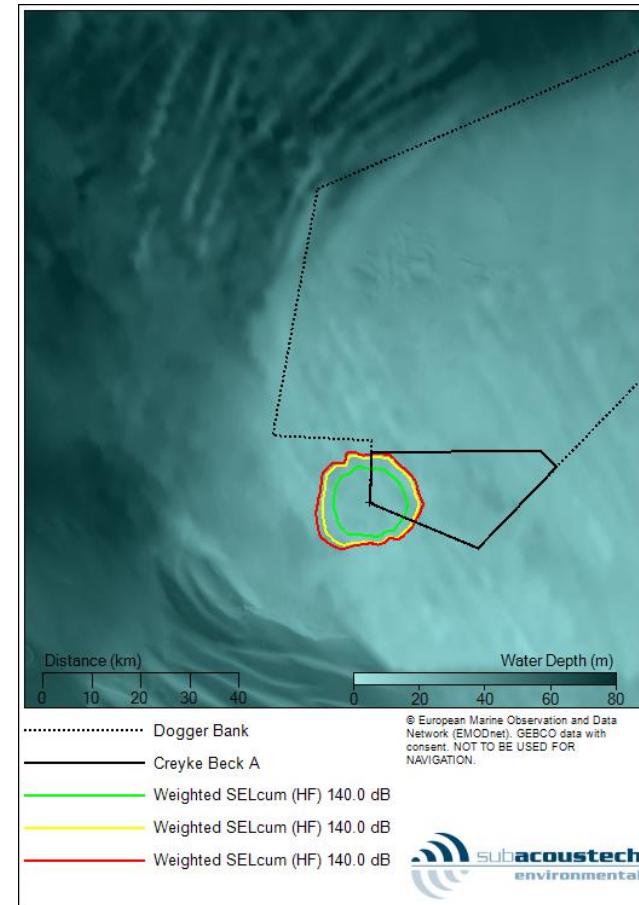 Distance (km)
0 10 20 30 40
Water Depth (m)
0 20 40 60 80
Dogger Bank
Creyke Beck A
Weighted SELcum (HF) 140.0 dB
Weighted SELcum (HF) 140.0 dB
Weighted SELcum (HF) 140.0 dB
© European Marine Observation and Data
Network (EMODnet). GEBCO data with
consent. NOT TO BE USED FOR
NAVIGATION.
subacoustech
environmental